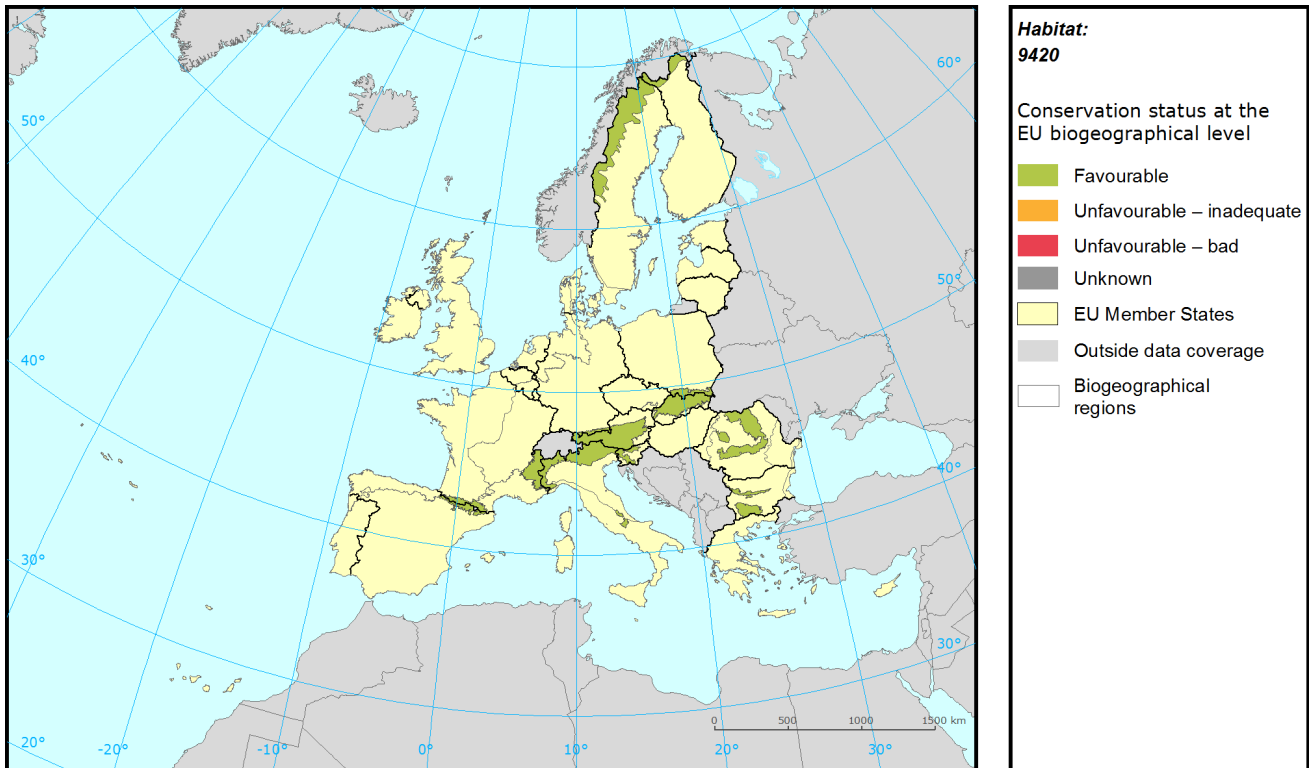 Habitat:
9420
Conservation status at the
EU biogeographical level
Favourable
Unfavourable – inadequate
Unfavourable – bad
Unknown
EU Member States
Outside data coverage
Biogeographical
regions
60°
50°
50°
40°
40°
30°
30°
0 500 1000 1500 km
20° -20° -10° 0° 10° 20° 30°